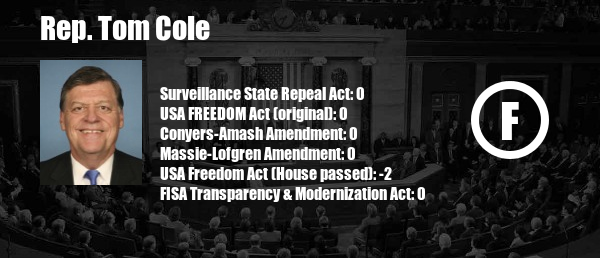 Rep. Tom Cole
Surveillance State Repeal Act: 0
USA FREEDOM Act (original): 0
Conyers-Amash Amendment: 0
Massie-Lofgren Amendment: 0
USA Freedom Act (House passed): -2
FISA Transparency & Modernization Act: 0
F